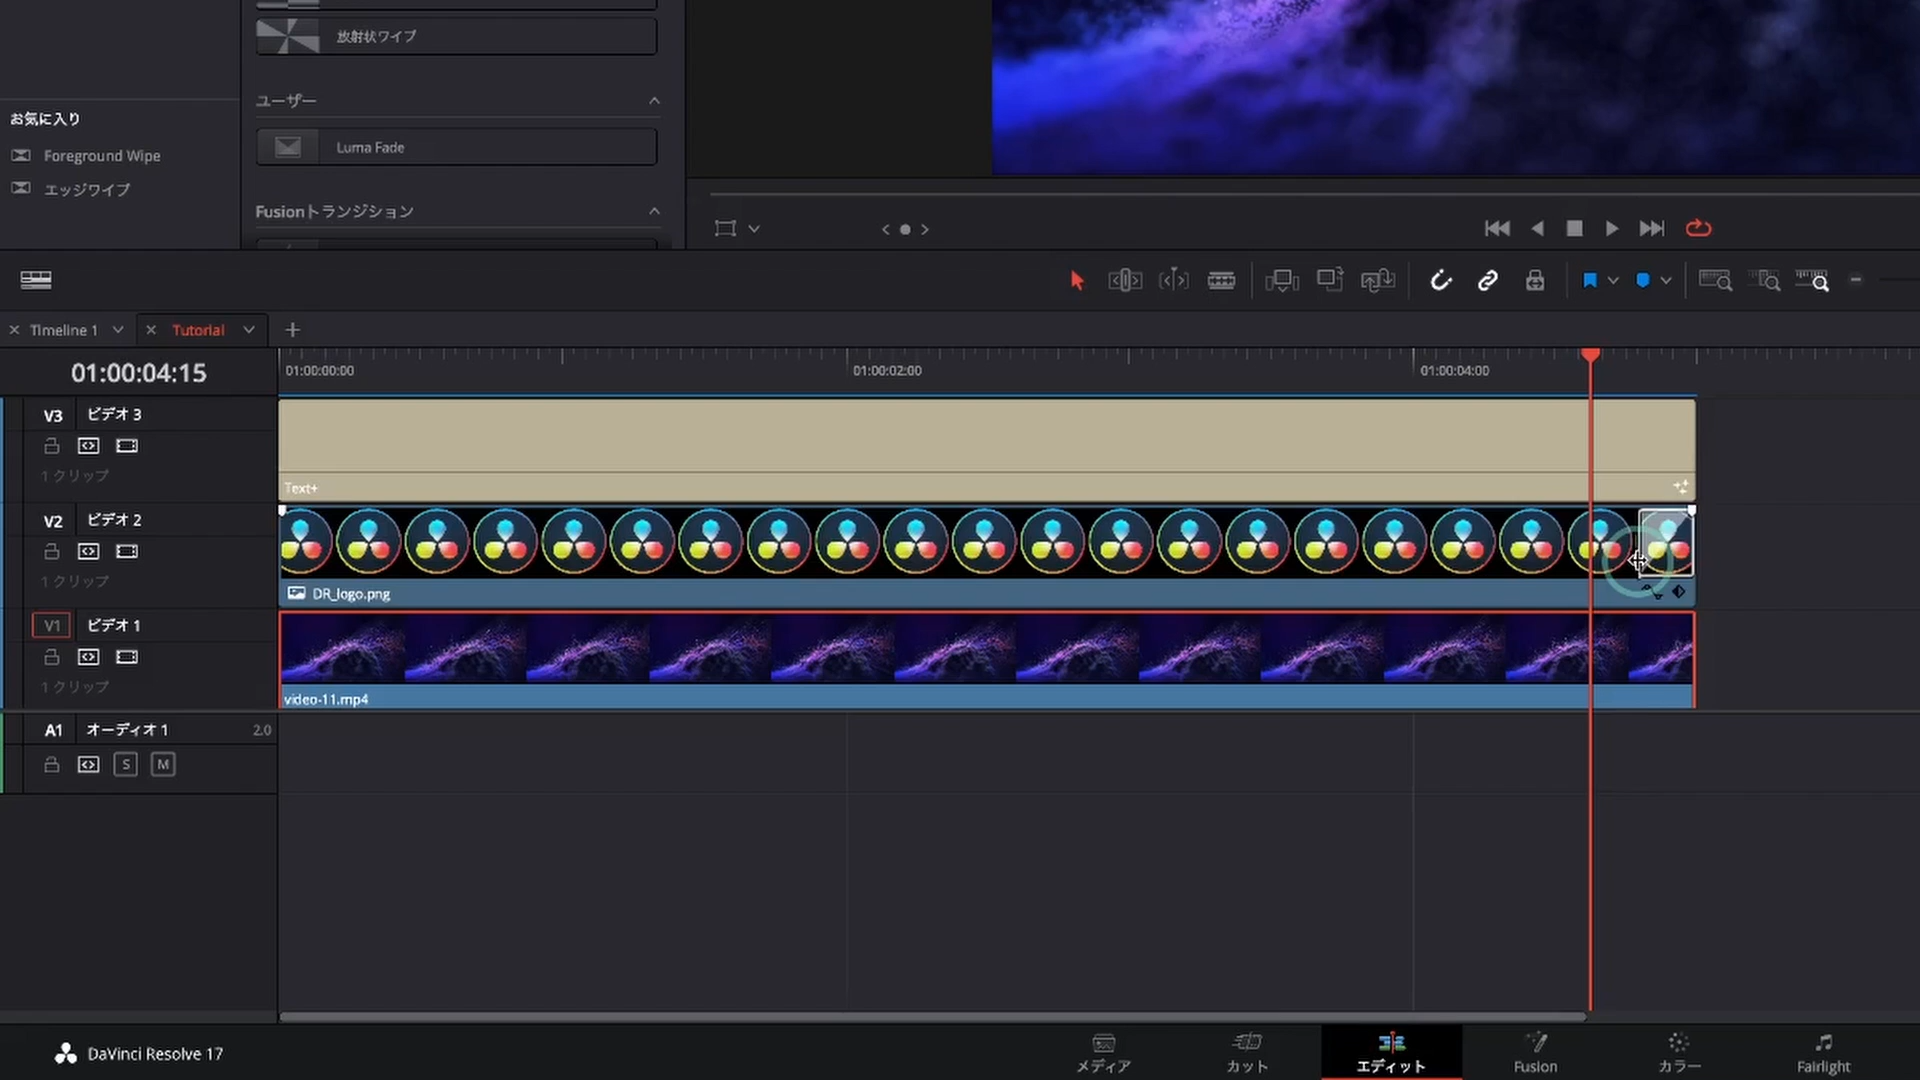 放射状ワイプ
ユーザー
Luma Fade
Fusionトランジション
お気に入り
Foreground Wipe
エッジワイプ
Timeline 1
Tutorial
01:00:04:15
01:00:00:00
01:00:02:00
01:00:04:00
V3 ビデオ 3
1 クリップ
Text+
V2 ビデオ 2
1 クリップ
DR_logo.png
V1 ビデオ 1
1 クリップ
video-11.mp4
A1 オーディオ 1 2.0
S M
DaVinci Resolve 17
メディア
カット
エディット
Fusion
カラー
Fairlight